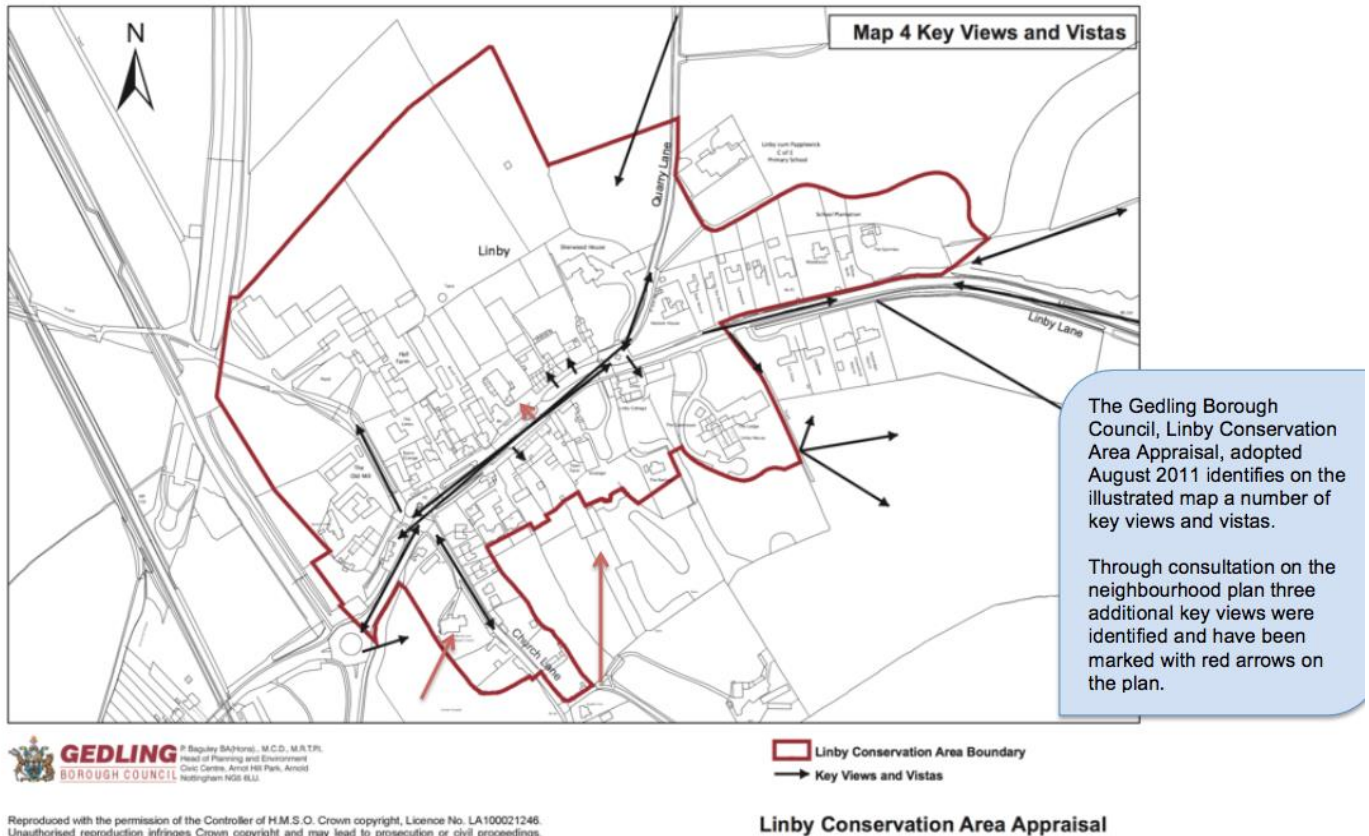 Map 4 Key Views and Vistas
N
Quarry Lane
Linby cum Papplewick
C of E
Primary School
School Plantation
Linby
Sherwood House
Hall
Farm
Linby Lane
The
Old Mill
Church Lane
The Gedling Borough
Council, Linby Conservation
Area Appraisal, adopted
August 2011 identifies on the
illustrated map a number of
key views and vistas.
Through consultation on the
neighbourhood plan three
additional key views were
identified and have been
marked with red arrows on
the plan.
GEDLING
BOROUGH COUNCIL
P. Baguley BA(Hons)., M.C.D., M.R.T.P.I.
Head of Planning and Environment
Civic Centre, Arnot Hill Park, Arnold
Nottingham NG5 6LU.
Linby Conservation Area Boundary
Key Views and Vistas
Reproduced with the permission of the Controller of H.M.S.O. Crown copyright, Licence No. LA100021246.
Unauthorised reproduction infringes Crown copyright and may lead to prosecution or civil proceedings.
Linby Conservation Area Appraisal